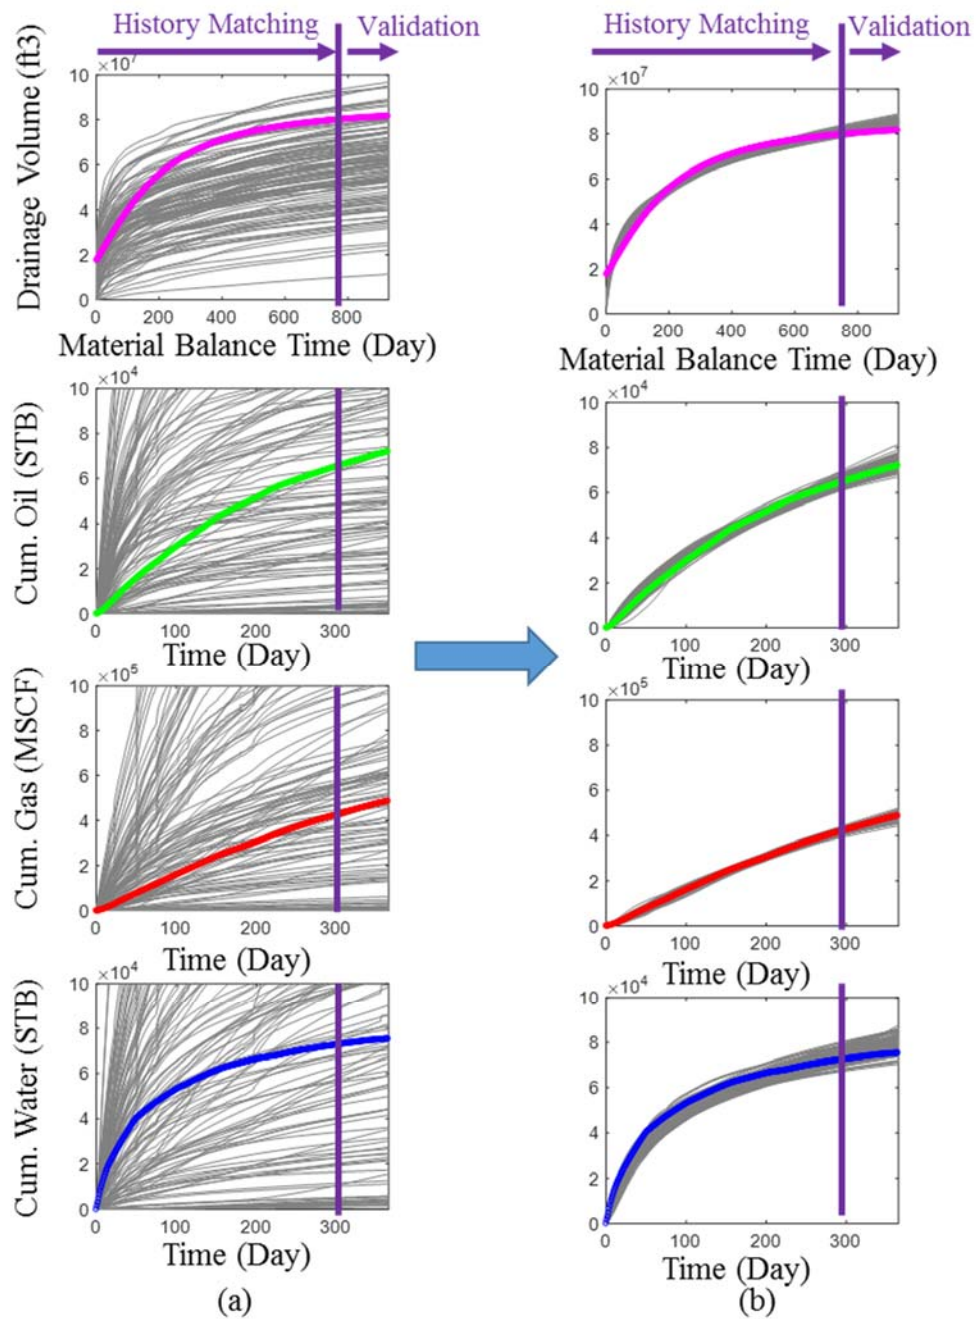 History Matching Validation
Drainage Volume (ft3)
×10⁷
10
8
6
4
2
0
0 200 400 600 800
Material Balance Time (Day)
Cum. Oil (STB)
×10⁴
10
8
6
4
2
0
0 100 200 300
Time (Day)
Cum. Gas (MSCF)
×10⁵
10
8
6
4
2
0
0 100 200 300
Time (Day)
Cum. Water (STB)
×10⁴
10
8
6
4
2
0
0 100 200 300
Time (Day)
(a)
History Matching Validation
×10⁷
10
8
6
4
2
0
0 200 400 600 800
Material Balance Time (Day)
×10⁴
10
8
6
4
2
0
0 100 200 300
Time (Day)
×10⁵
10
8
6
4
2
0
0 100 200 300
Time (Day)
×10⁴
10
8
6
4
2
0
0 100 200 300
Time (Day)
(b)